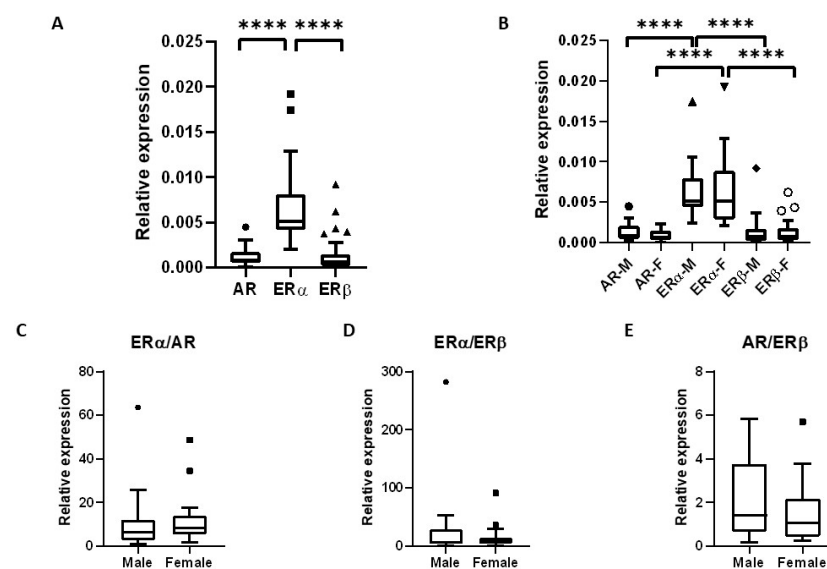 A
**** ****
Relative expression
0.025
0.020
0.015
0.010
0.005
0.000
AR ERα ERβ
B
**** ****
**** ****
Relative expression
0.025
0.020
0.015
0.010
0.005
0.000
AR-M AR-F ERα-M ERα-F ERβ-M ERβ-F
C
ERα/AR
Relative expression
80
60
40
20
0
Male Female
D
ERα/ERβ
Relative expression
300
200
100
0
Male Female
E
AR/ERβ
Relative expression
8
6
4
2
0
Male Female